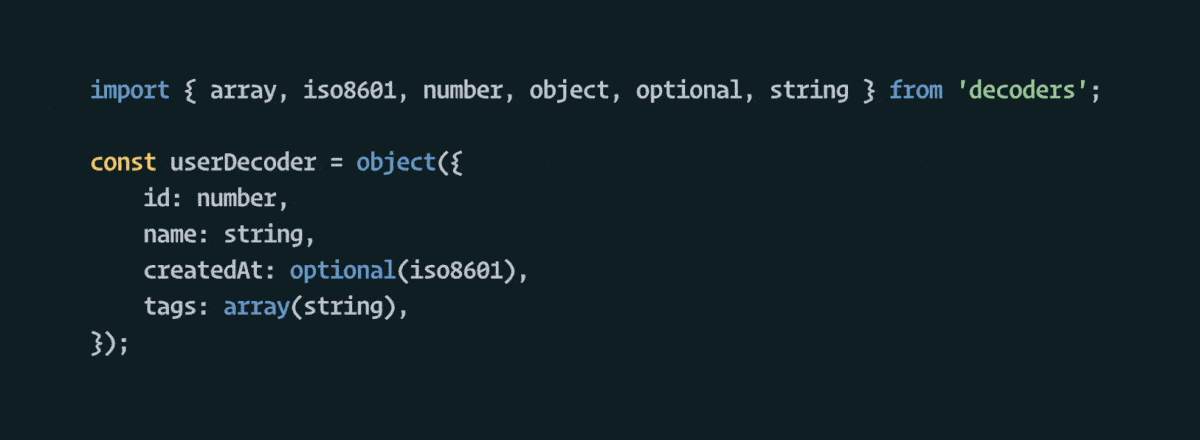 import { array, iso8601, number, object, optional, string } from 'decoders';
const userDecoder = object({
    id: number,
    name: string,
    createdAt: optional(iso8601),
    tags: array(string),
});